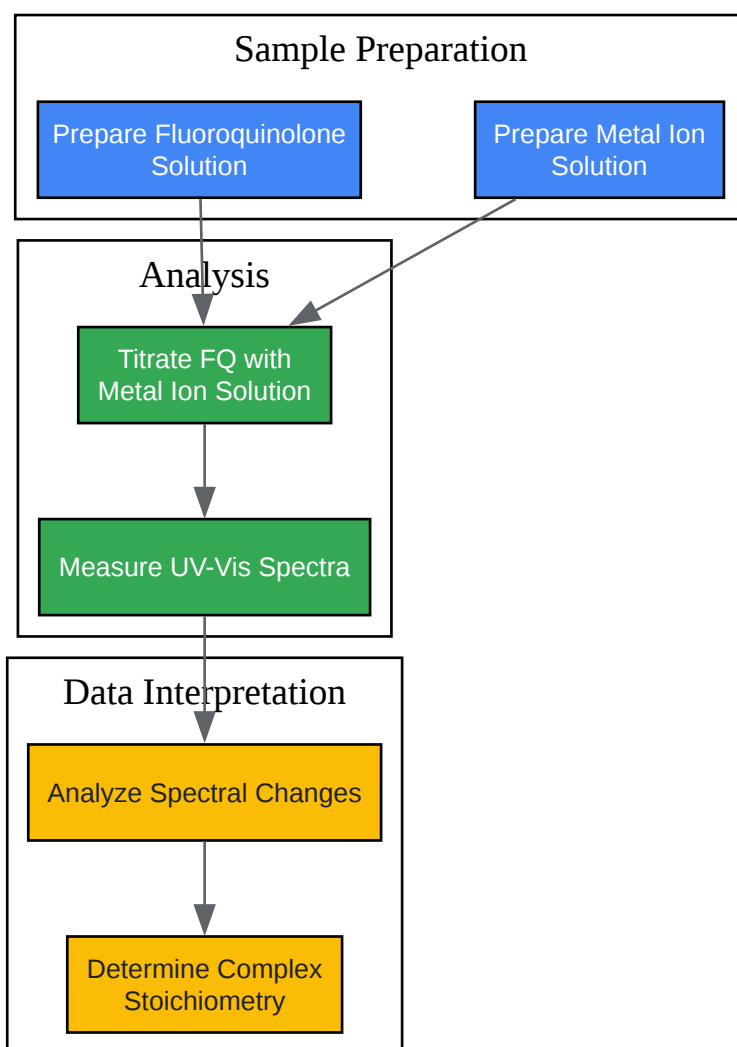 Sample Preparation
Prepare Fluoroquinolone
Solution
Prepare Metal Ion
Solution
Analysis
Titrate FQ with
Metal Ion Solution
Measure UV-Vis Spectra
Data Interpretation
Analyze Spectral Changes
Determine Complex
Stoichiometry